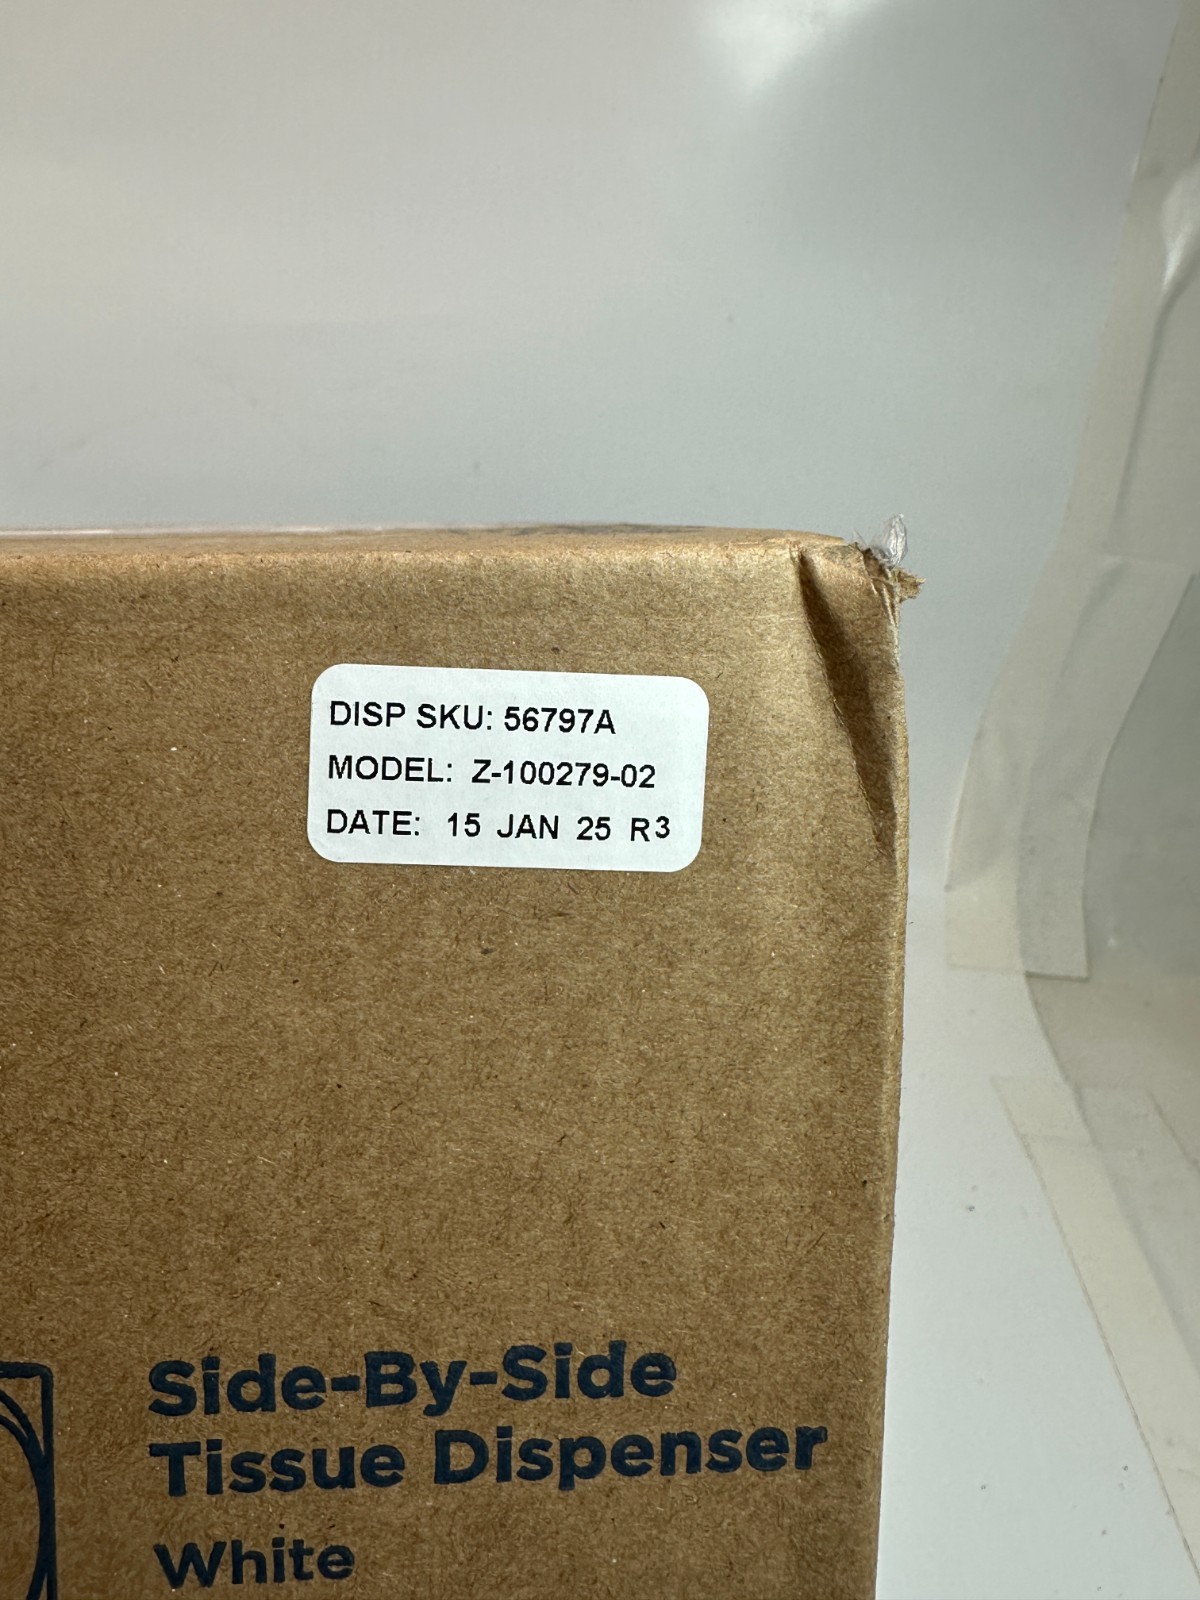 DISP SKU: 56797A
MODEL: Z-100279-02
DATE: 15 JAN 25 R3
Side-By-Side
Tissue Dispenser
White